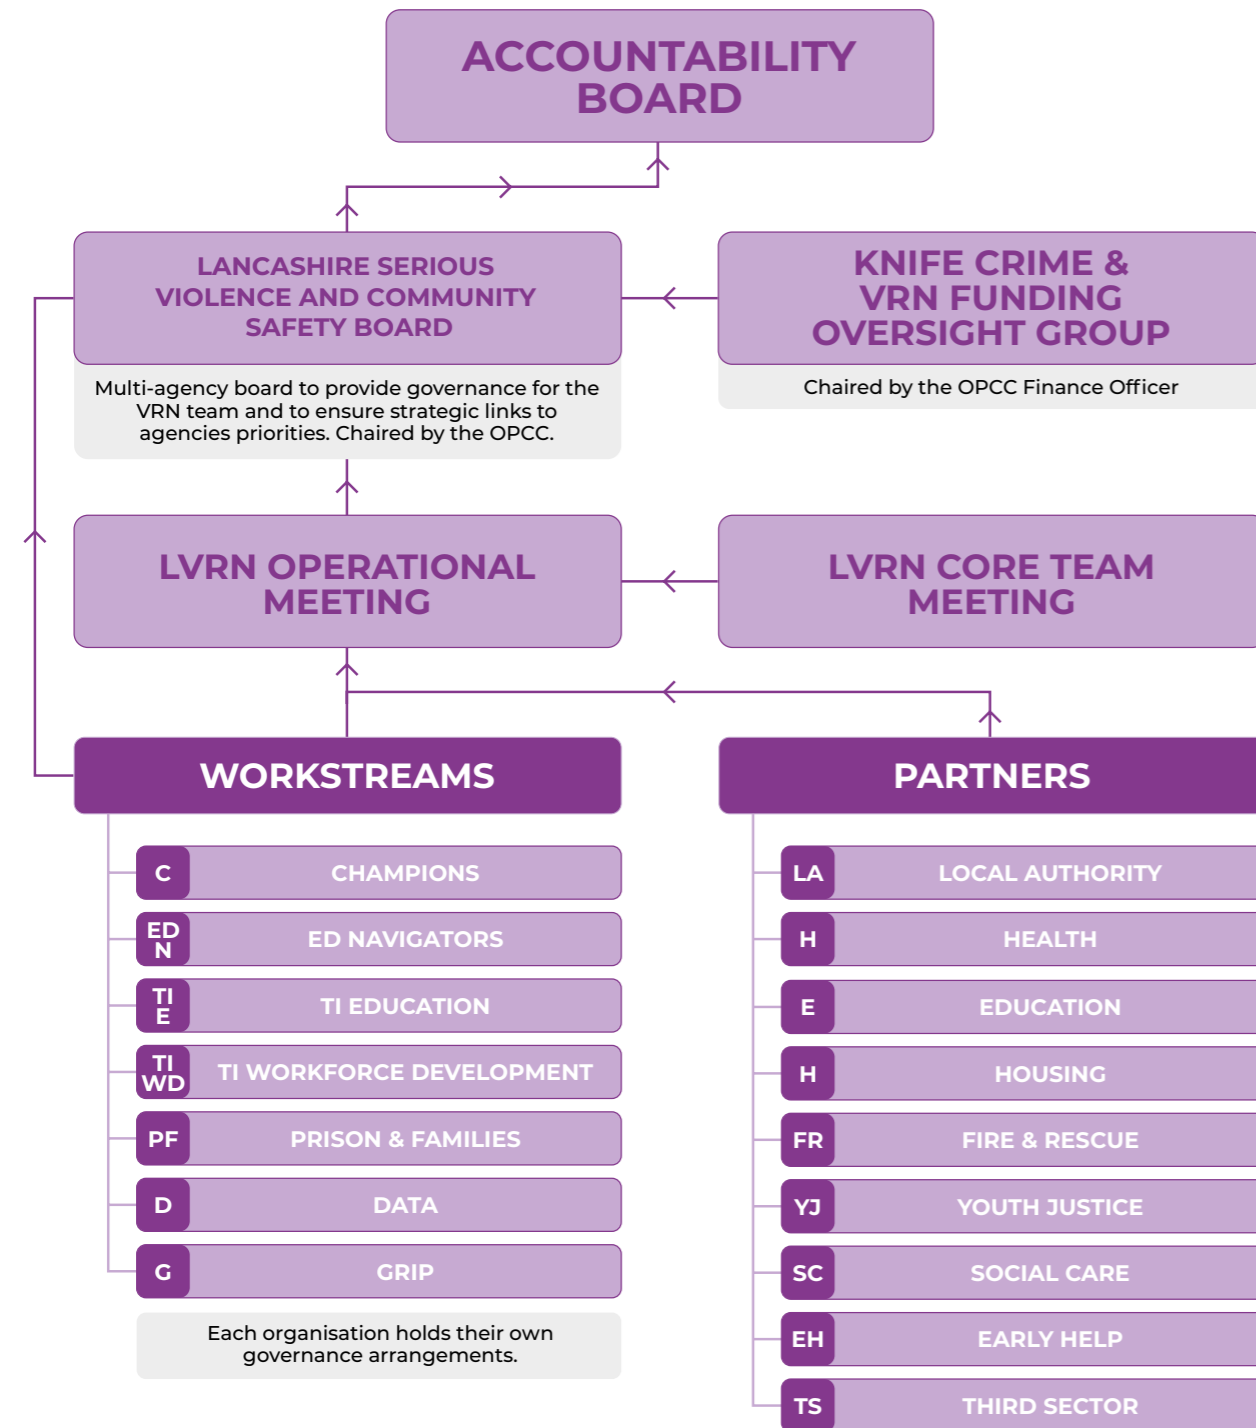 ACCOUNTABILITY
BOARD
LANCASHIRE SERIOUS
VIOLENCE AND COMMUNITY
SAFETY BOARD
Multi-agency board to provide governance for the
VRN team and to ensure strategic links to
agencies priorities. Chaired by the OPCC.
KNIFE CRIME &
VRN FUNDING
OVERSIGHT GROUP
Chaired by the OPCC Finance Officer
LVRN OPERATIONAL
MEETING
LVRN CORE TEAM
MEETING
WORKSTREAMS
C CHAMPIONS
ED
N
ED NAVIGATORS
TI
E
TI EDUCATION
TI
WD
TI WORKFORCE DEVELOPMENT
PF PRISON & FAMILIES
D DATA
G GRIP
Each organisation holds their own
governance arrangements.
PARTNERS
LA LOCAL AUTHORITY
H HEALTH
E EDUCATION
H HOUSING
FR FIRE & RESCUE
YJ YOUTH JUSTICE
SC SOCIAL CARE
EH EARLY HELP
TS THIRD SECTOR